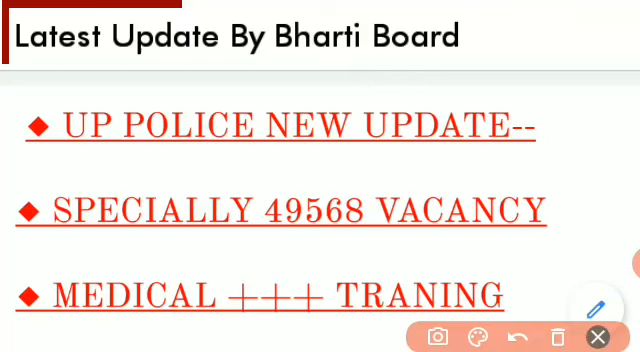 Latest Update By Bharti Board
◆ UP POLICE NEW UPDATE--
◆ SPECIALLY 49568 VACANCY
◆ MEDICAL +++ TRANING